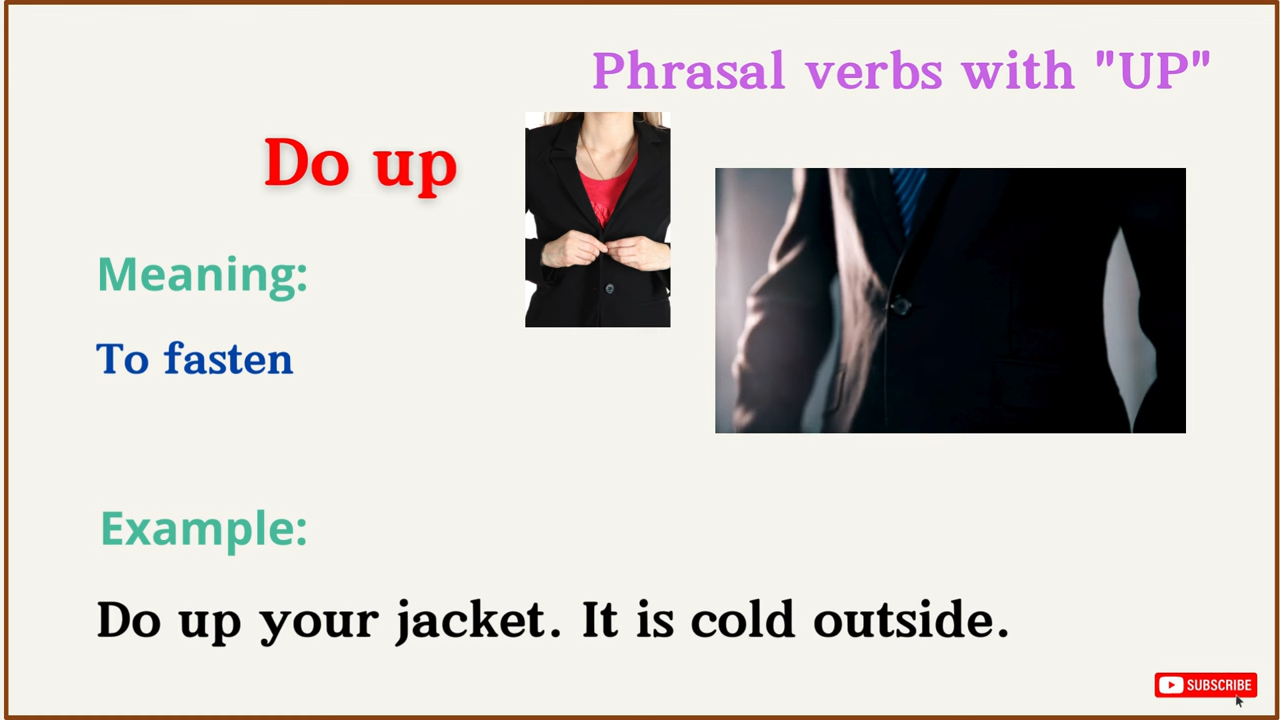 Phrasal verbs with "UP"
Do up
Meaning:
To fasten
Example:
Do up your jacket. It is cold outside.
SUBSCRIBE